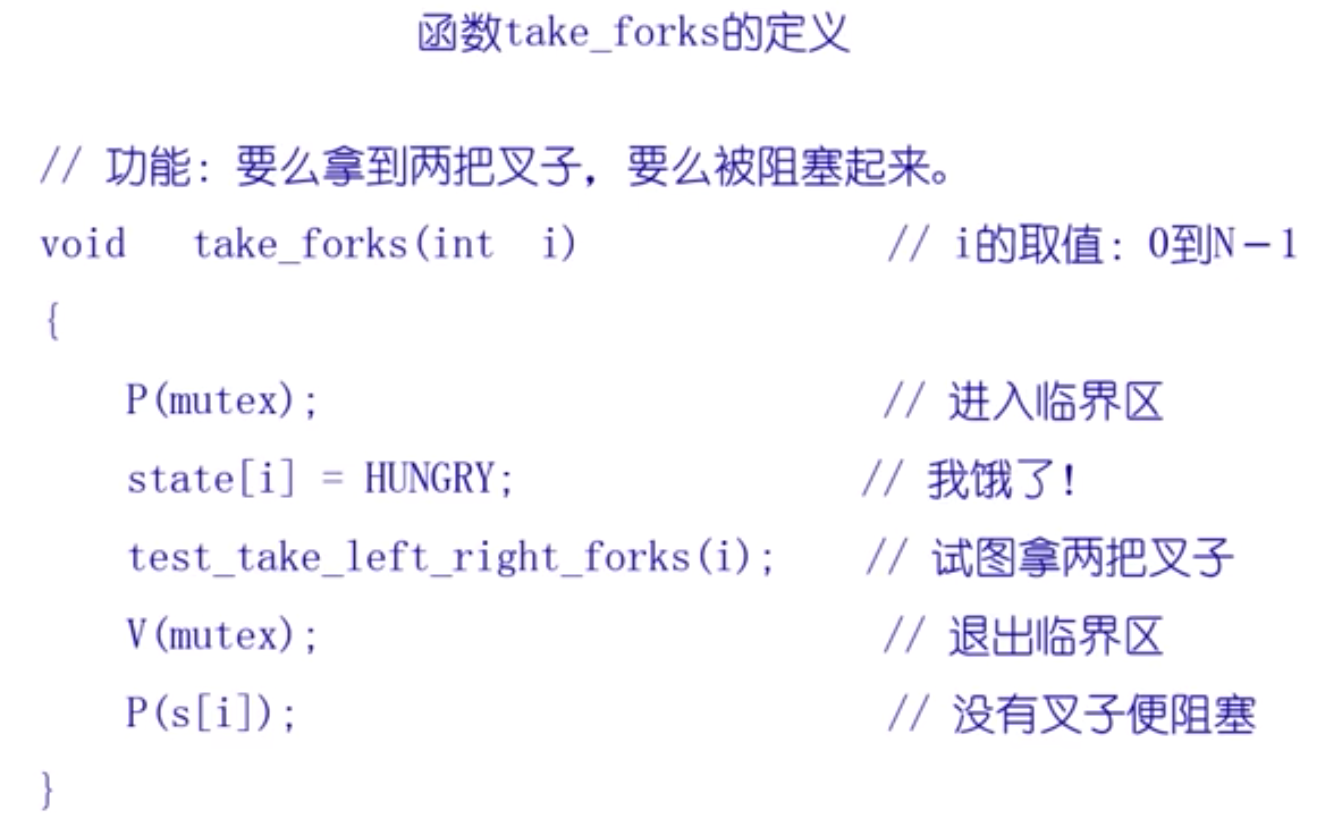 函数take_forks的定义
// 功能: 要么拿到两把叉子，要么被阻塞起来。
void take_forks(int i) // i的取值: 0到N-1
{
P(mutex); // 进入临界区
state[i] = HUNGRY; // 我饿了!
test_take_left_right_forks(i); // 试图拿两把叉子
V(mutex); // 退出临界区
P(s[i]); // 没有叉子便阻塞
}